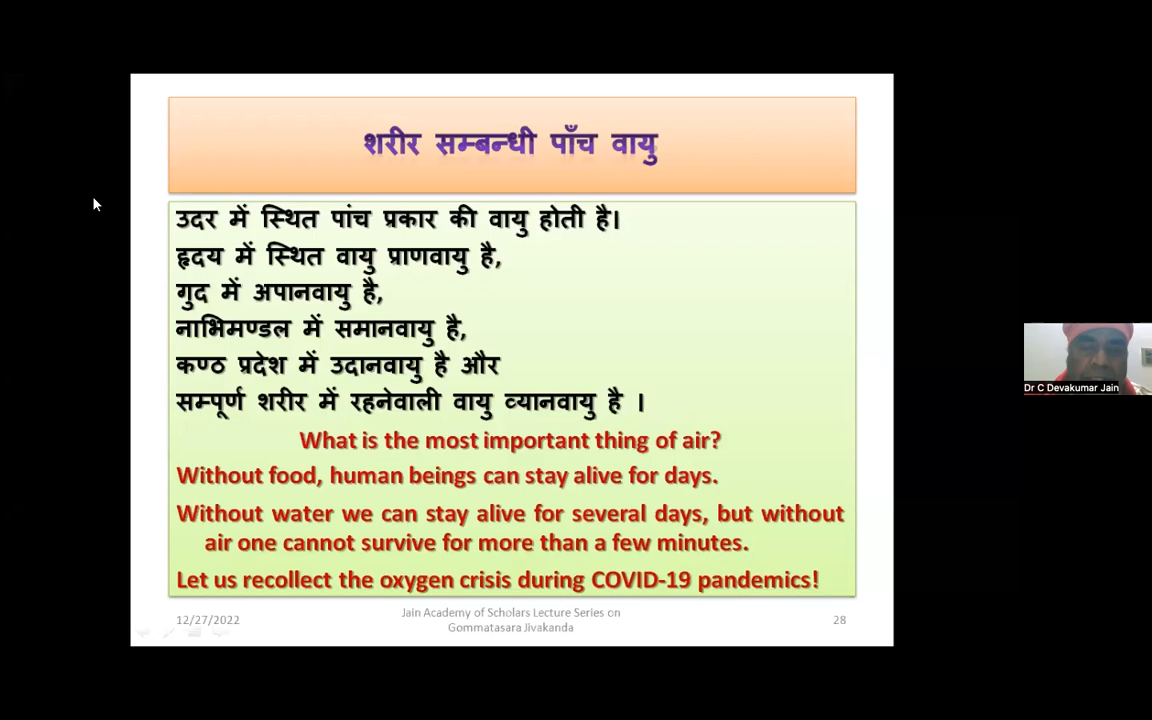 शरीर सम्बन्धी पाँच वायु
उदर में स्थित पांच प्रकार की वायु होती है।
हृदय में स्थित वायु प्राणवायु है,
गुद में अपानवायु है,
नाभिमण्डल में समानवायु है,
कण्ठ प्रदेश में उदानवायु है और
सम्पूर्ण शरीर में रहनेवाली वायु व्यानवायु है ।
What is the most important thing of air?
Without food, human beings can stay alive for days.
Without water we can stay alive for several days, but without
air one cannot survive for more than a few minutes.
Let us recollect the oxygen crisis during COVID-19 pandemics!
12/27/2022
Jain Academy of Scholars Lecture Series on
Gommatasara Jivakanda
28
Dr C Devakumar Jain